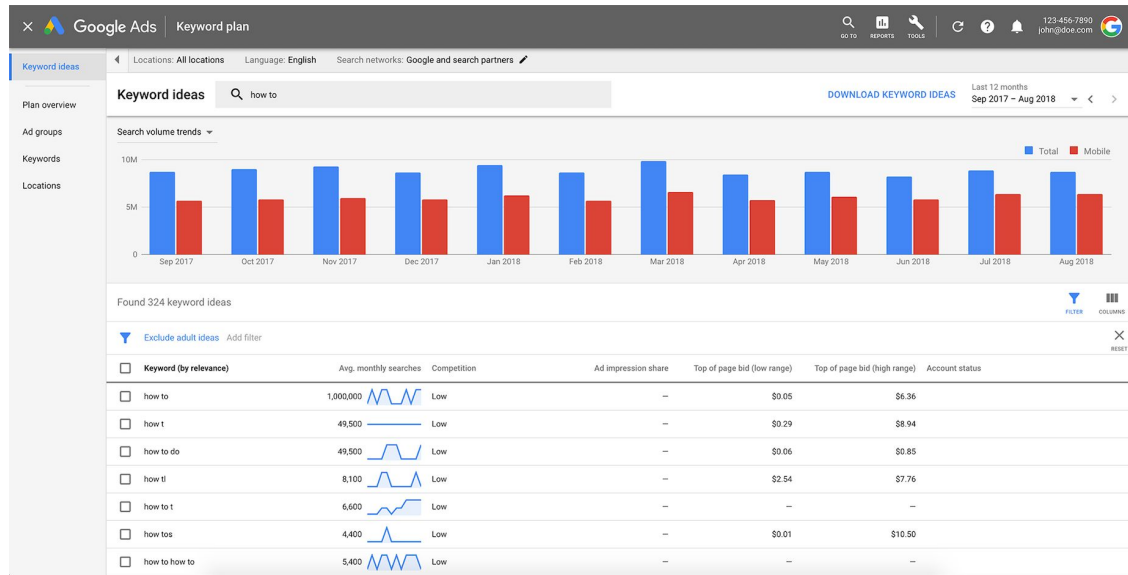 × Google Ads | Keyword plan
GO TO REPORTS TOOLS 123-456-7890 john@doe.com
Keyword ideas
Plan overview
Ad groups
Keywords
Locations
Locations: All locations Language: English Search networks: Google and search partners
Keyword ideas how to DOWNLOAD KEYWORD IDEAS Last 12 months Sep 2017 – Aug 2018
Search volume trends
Total Mobile
10M
5M
0
Sep 2017 Oct 2017 Nov 2017 Dec 2017 Jan 2018 Feb 2018 Mar 2018 Apr 2018 May 2018 Jun 2018 Jul 2018 Aug 2018
Found 324 keyword ideas FILTER COLUMNS
Exclude adult ideas Add filter RESET
Keyword (by relevance) Avg. monthly searches Competition Ad impression share Top of page bid (low range) Top of page bid (high range) Account status
how to 1,000,000 Low – $0.05 $6.36
how t 49,500 Low – $0.29 $8.94
how to do 49,500 Low – $0.06 $0.85
how tl 8,100 Low – $2.54 $7.76
how to t 6,600 Low – – –
how tos 4,400 Low – $0.01 $10.50
how to how to 5,400 Low – – –